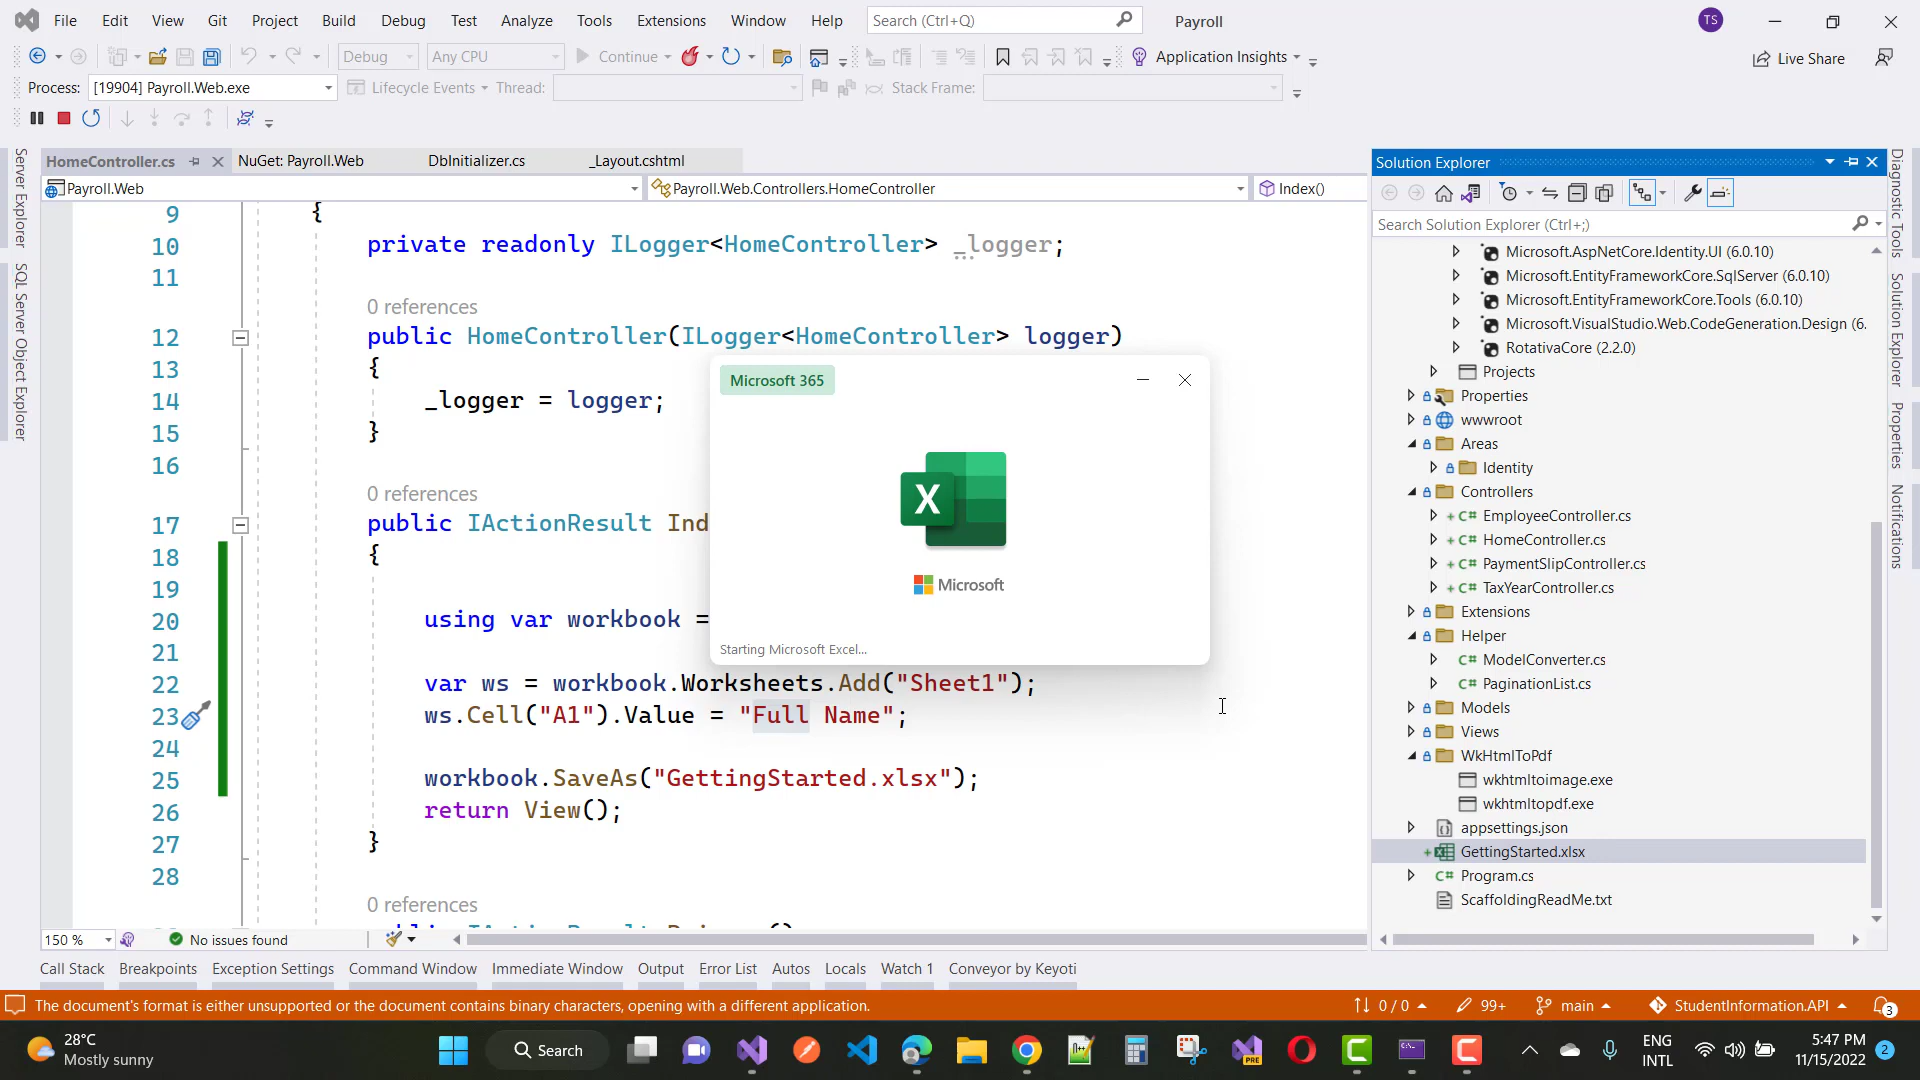 File Edit View Git Project Build Debug Test Analyze Tools Extensions Window Help Search (Ctrl+Q) Payroll TS
Debug Any CPU Continue Application Insights Live Share
Process: [19904] Payroll.Web.exe Lifecycle Events Thread: Stack Frame:
HomeController.cs NuGet: Payroll.Web DbInitializer.cs _Layout.cshtml
Payroll.Web Payroll.Web.Controllers.HomeController Index()
Server Explorer
SQL Server Object Explorer
9 {
10 private readonly ILogger<HomeController> _logger;
11
0 references
12 public HomeController(ILogger<HomeController> logger)
13 {
14 _logger = logger;
15 }
16
0 references
17 public IActionResult Ind
18 {
19
20 using var workbook =
21
22 var ws = workbook.Worksheets.Add("Sheet1");
23 ws.Cell("A1").Value = "Full Name";
24
25 workbook.SaveAs("GettingStarted.xlsx");
26 return View();
27 }
28
0 references
Microsoft 365
X
Microsoft
Starting Microsoft Excel...
150 % No issues found
Solution Explorer
Search Solution Explorer (Ctrl+;)
Microsoft.AspNetCore.Identity.UI (6.0.10)
Microsoft.EntityFrameworkCore.SqlServer (6.0.10)
Microsoft.EntityFrameworkCore.Tools (6.0.10)
Microsoft.VisualStudio.Web.CodeGeneration.Design (6.
RotativaCore (2.2.0)
Projects
Properties
wwwroot
Areas
Identity
Controllers
C# EmployeeController.cs
C# HomeController.cs
C# PaymentSlipController.cs
C# TaxYearController.cs
Extensions
Helper
C# ModelConverter.cs
C# PaginationList.cs
Models
Views
WkHtmlToPdf
wkhtmltoimage.exe
wkhtmltopdf.exe
appsettings.json
GettingStarted.xlsx
C# Program.cs
ScaffoldingReadMe.txt
Diagnostic Tools
Solution Explorer
Properties
Notifications
Call Stack Breakpoints Exception Settings Command Window Immediate Window Output Error List Autos Locals Watch 1 Conveyor by Keyoti
The document's format is either unsupported or the document contains binary characters, opening with a different application. 0 / 0 99+ main StudentInformation.API 3
28°C
Mostly sunny
Search
PRE
ENG
INTL
5:47 PM
11/15/2022
2